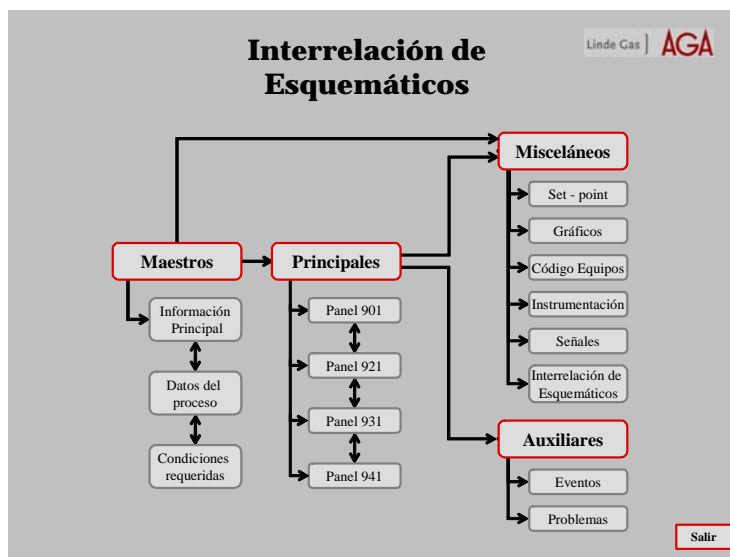 Interrelación de
Esquemáticos
Linde Gas ] AGA
Misceláneos
Set - point
Gráficos
Código Equipos
Instrumentación
Señales
Interrelación de
Esquemáticos
Maestros
Información
Principal
Datos del
proceso
Condiciones
requeridas
Principales
Panel 901
Panel 921
Panel 931
Panel 941
Auxiliares
Eventos
Problemas
Salir